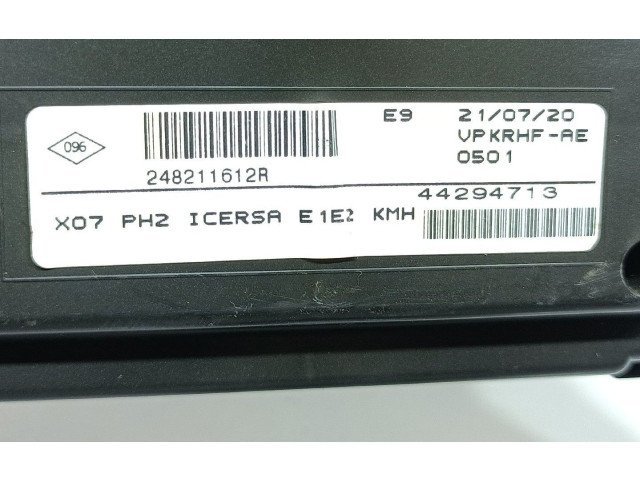 096
248211612R
E9 21/07/20
VPKRHF-AE
0501
44294713
X07 PH2 ICERSA E1E2 KMH